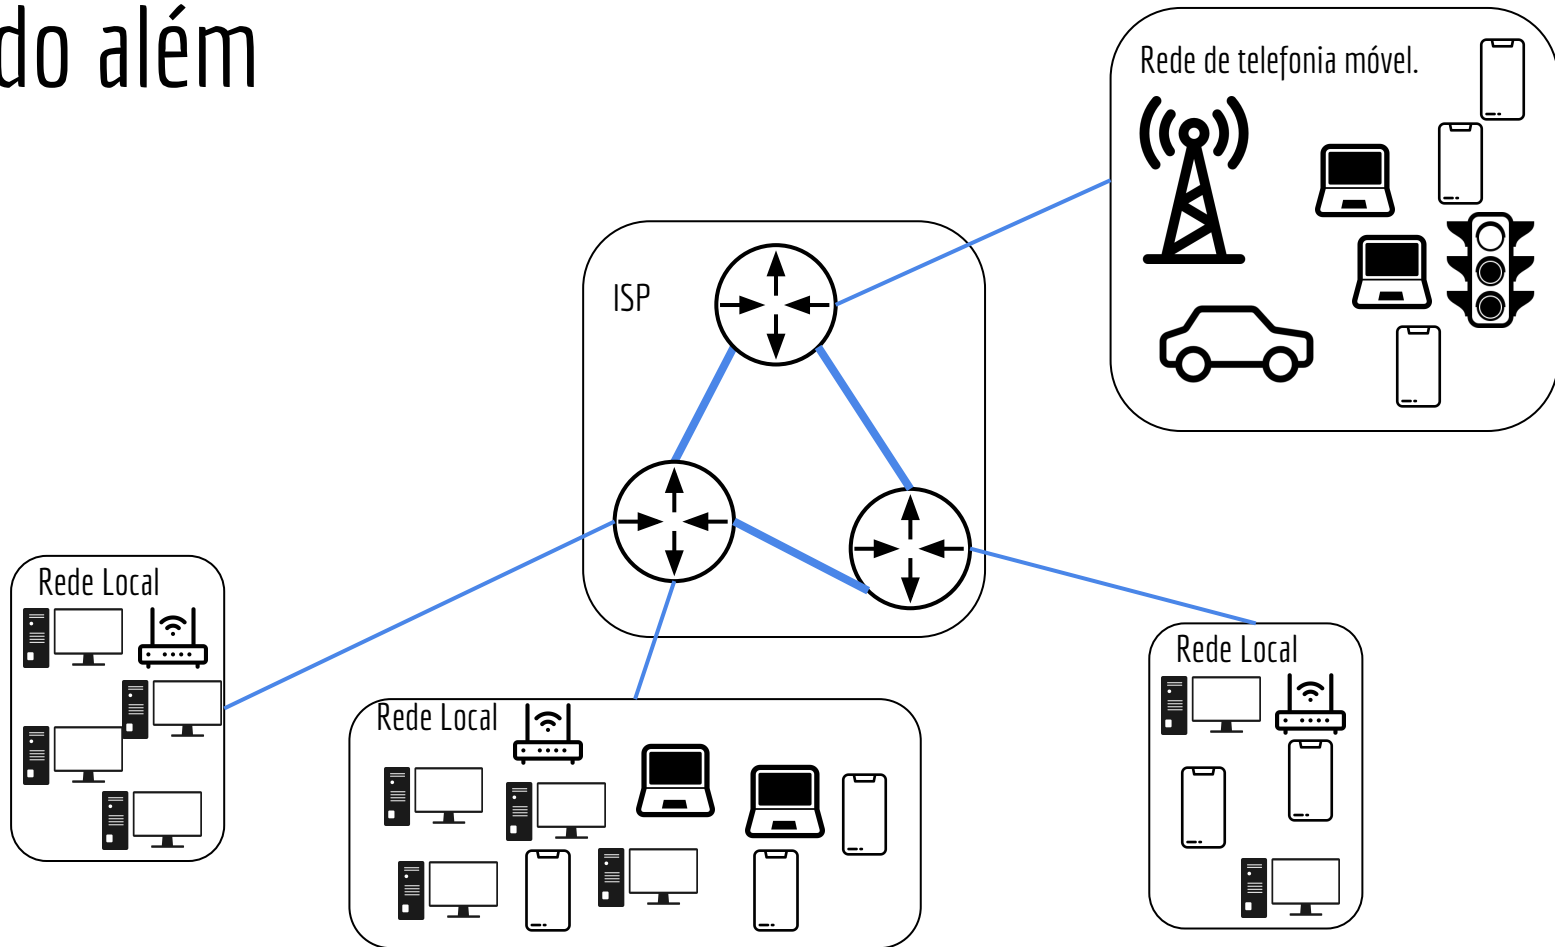 do além
Rede de telefonia móvel.
ISP
Rede Local
Rede Local
Rede Local